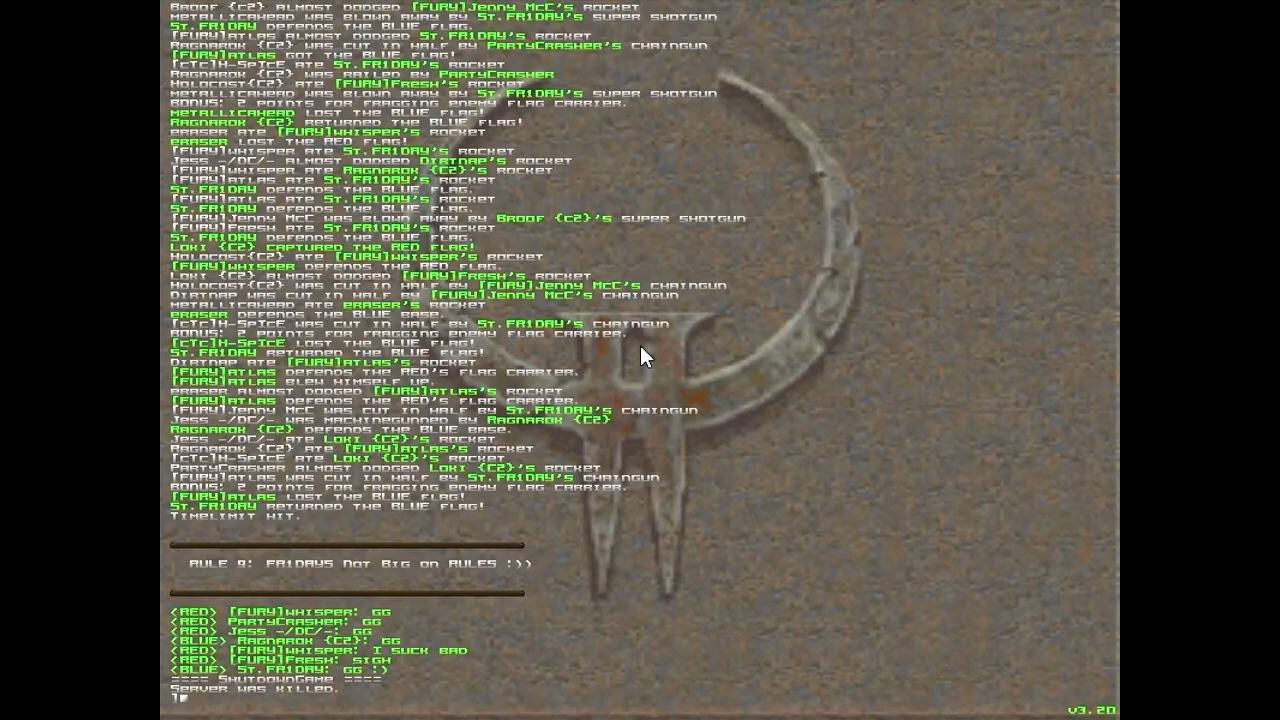 Broof {c2} almost dodged [FURY]Jenny McC's rocket
METALLICAHEAD was blown away by St.FR1DAY's super shotgun
St.FR1DAY defends the BLUE flag.
[FURY]Atlas almost dodged St.FR1DAY's rocket
Ragnarok {C2} was cut in half by PartyCrasher's chaingun
[FURY]Atlas got the BLUE flag!
[cTc]H-SpIcE ate St.FR1DAY's rocket
Ragnarok {C2} was railed by PartyCrasher
Holocost{c2} ate [FURY]Fresh's rocket
METALLICAHEAD was blown away by St.FR1DAY's super shotgun
BONUS: 2 points for fragging enemy flag carrier.
METALLICAHEAD lost the BLUE flag!
Ragnarok {C2} returned the BLUE flag!
eraser ate [FURY]Whisper's rocket
eraser lost the RED flag!
[FURY]Whisper ate St.FR1DAY's rocket
Jess -/DC/- almost dodged Dirtnap's rocket
[FURY]Whisper ate Ragnarok {C2}'s rocket
[FURY]Atlas ate St.FR1DAY's rocket
St.FR1DAY defends the BLUE flag.
[FURY]Atlas ate St.FR1DAY's rocket
St.FR1DAY defends the BLUE flag.
[FURY]Jenny McC was blown away by Broof {c2}'s super shotgun
[FURY]Fresh ate St.FR1DAY's rocket
St.FR1DAY defends the BLUE flag.
Loki {C2} captured the RED flag!
Holocost{c2} ate [FURY]Whisper's rocket
[FURY]Whisper defends the RED flag.
Loki {C2} almost dodged [FURY]Fresh's rocket
Holocost{c2} was cut in half by [FURY]Jenny McC's chaingun
Dirtnap was cut in half by [FURY]Jenny McC's chaingun
METALLICAHEAD ate eraser's rocket
eraser defends the BLUE base.
[cTc]H-SpIcE was cut in half by St.FR1DAY's chaingun
BONUS: 2 points for fragging enemy flag carrier.
[cTc]H-SpIcE lost the BLUE flag!
St.FR1DAY returned the BLUE flag!
Dirtnap ate [FURY]Atlas's rocket
[FURY]Atlas defends the RED's flag carrier.
[FURY]Atlas blew himself up.
eraser almost dodged [FURY]Atlas's rocket
[FURY]Atlas defends the RED's flag carrier.
[FURY]Jenny McC was cut in half by St.FR1DAY's chaingun
Jess -/DC/- was machinegunned by Ragnarok {C2}
Ragnarok {C2} defends the BLUE base.
Jess -/DC/- ate Loki {C2}'s rocket
Ragnarok {C2} ate [FURY]Atlas's rocket
[cTc]H-SpIcE ate Loki {C2}'s rocket
PartyCrasher almost dodged Loki {C2}'s rocket
[FURY]Atlas was cut in half by St.FR1DAY's chaingun
BONUS: 2 points for fragging enemy flag carrier.
[FURY]Atlas lost the BLUE flag!
St.FR1DAY returned the BLUE flag!
Timelimit hit.
RULE 9: FR1DAYS Not Big on RULES :))
(RED) [FURY]Whisper: gg
(RED) PartyCrasher: gg
(RED) Jess -/DC/-: gg
(BLUE) Ragnarok {C2}: gg
(RED) [FURY]Whisper: I suck bad
(RED) [FURY]Fresh: sigh
(BLUE) St.FR1DAY: gg :)
==== ShutdownGame ====
Server was killed.
]
v3.20